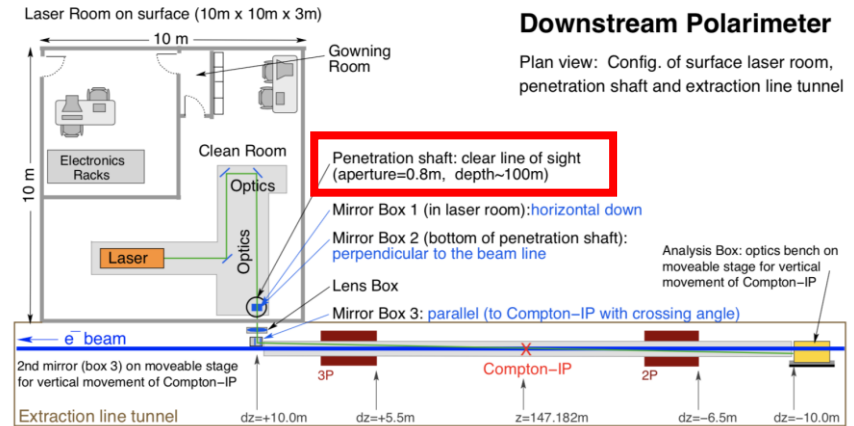 Laser Room on surface (10m x 10m x 3m)
Downstream Polarimeter
Plan view: Config. of surface laser room,
penetration shaft and extraction line tunnel
10 m
Gowning
Room
10 m
Electronics
Racks
Clean Room
Optics
Optics
Laser
Penetration shaft: clear line of sight
(aperture=0.8m, depth~100m)
Mirror Box 1 (in laser room):horizontal down
Mirror Box 2 (bottom of penetration shaft):
perpendicular to the beam line
Lens Box
Mirror Box 3: parallel (to Compton−IP with crossing angle)
Analysis Box: optics bench on
moveable stage for vertical
movement of Compton−IP
e− beam
2nd mirror (box 3) on moveable stage
for vertical movement of Compton−IP
3P
Compton−IP
2P
Extraction line tunnel
dz=+10.0m
dz=+5.5m
z=147.182m
dz=−6.5m
dz=−10.0m